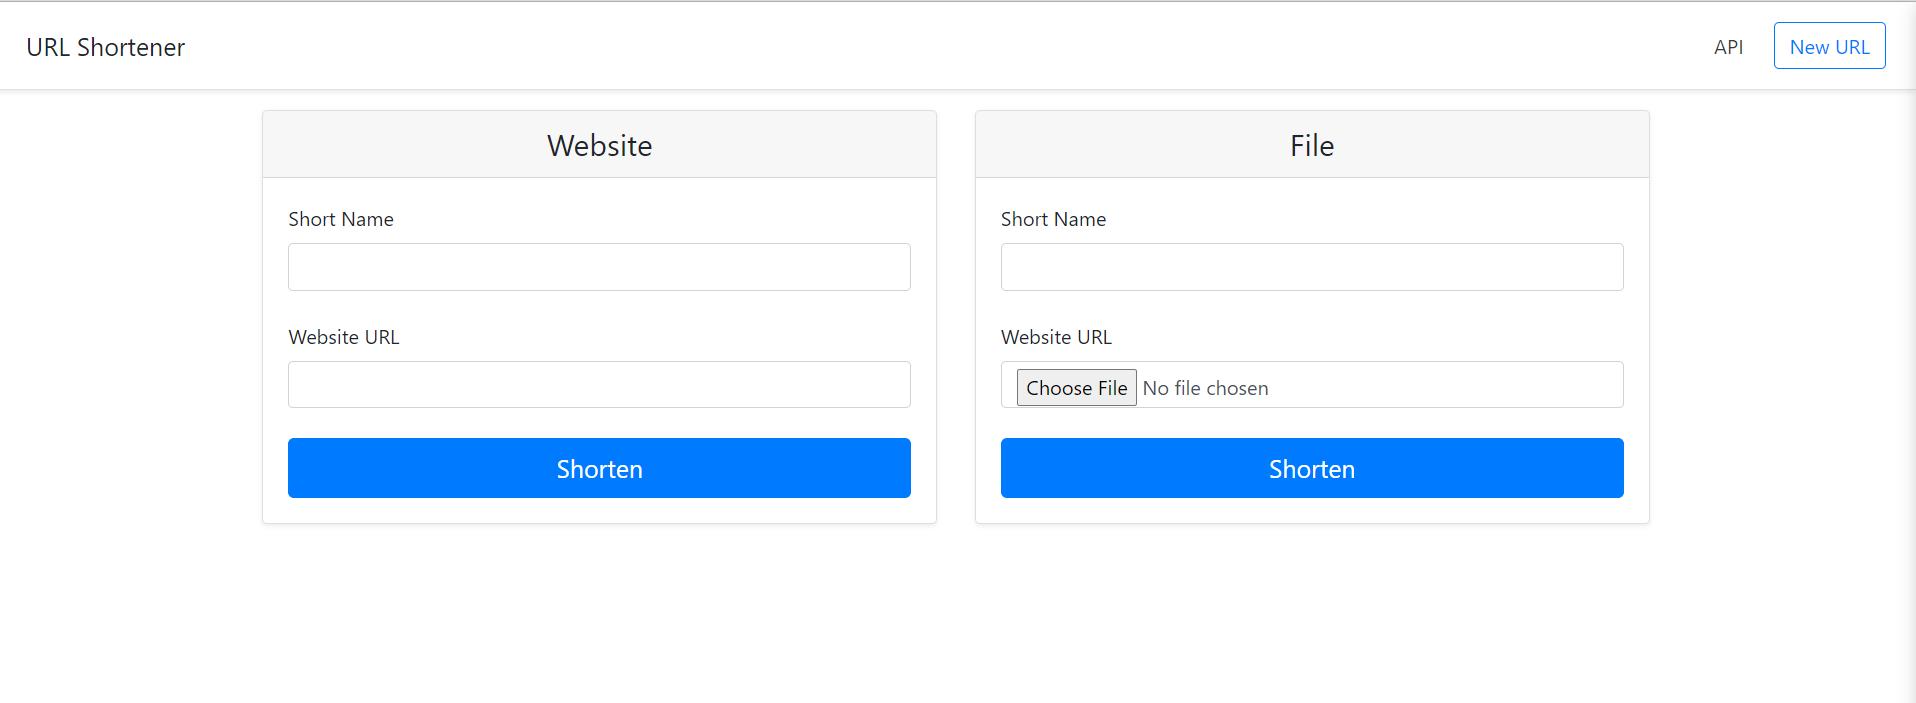 URL Shortener
API
New URL
Website
Short Name
Website URL
Shorten
File
Short Name
Website URL
Choose File No file chosen
Shorten